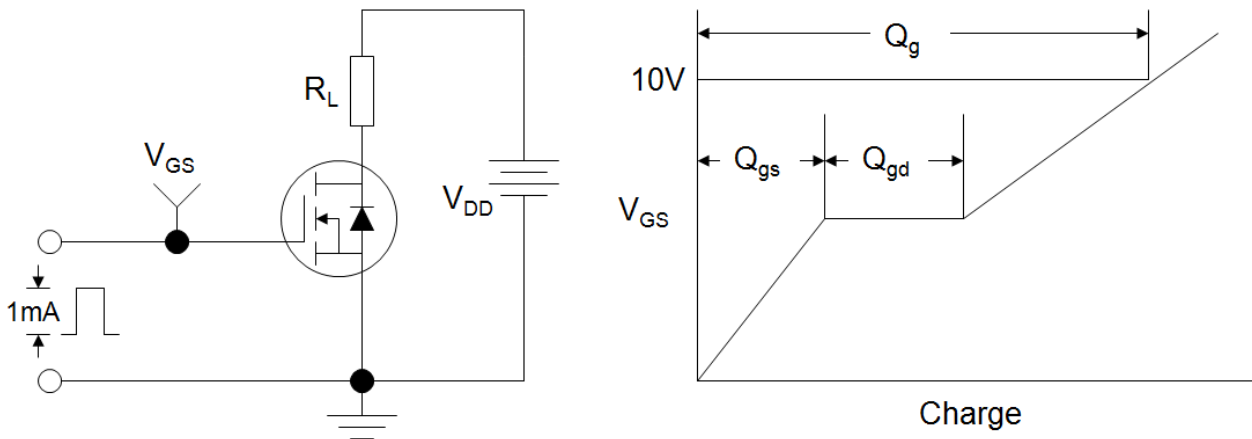 R_L
V_GS
V_DD
1mA
Q_g
10V
Q_gs
Q_gd
V_GS
Charge